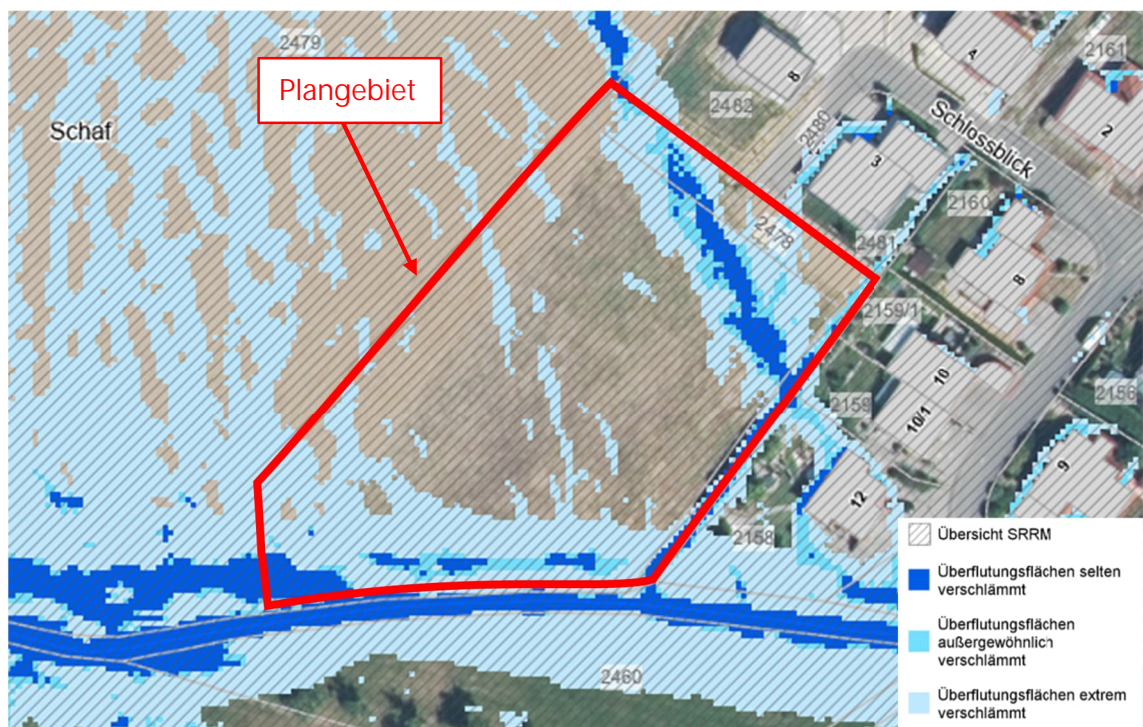 2479
Plangebiet
Schaf
2462
8
4
2161
2
Schlossblick
2480
3
2160
2478
2481
8
2159/1
10
2159
10/1
2156
9
12
2158
2460
Übersicht SRRM
Überflutungsflächen selten
verschlämmt
Überflutungsflächen
außergewöhnlich
verschlämmt
Überflutungsflächen extrem
verschlämmt